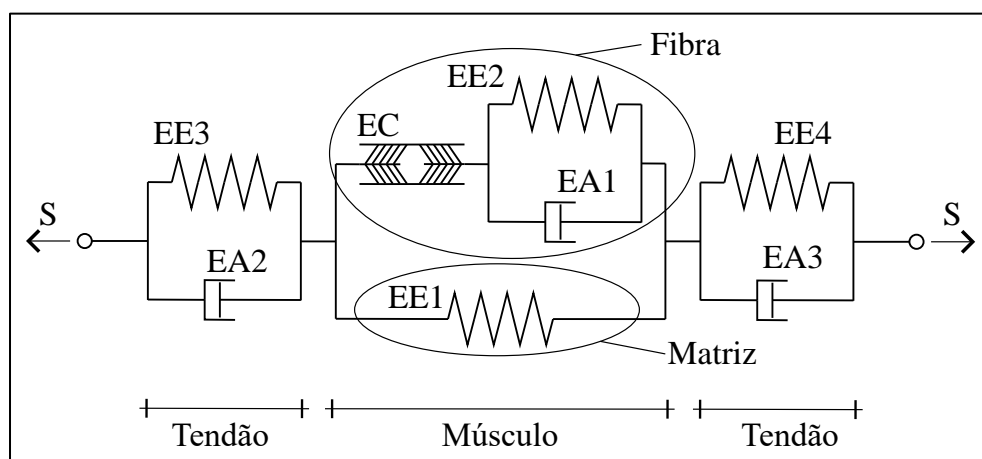 Fibra
EE2
EC
EE3
EE4
EA1
S
S
EA2
EA3
EE1
Matriz
Tendão
Músculo
Tendão